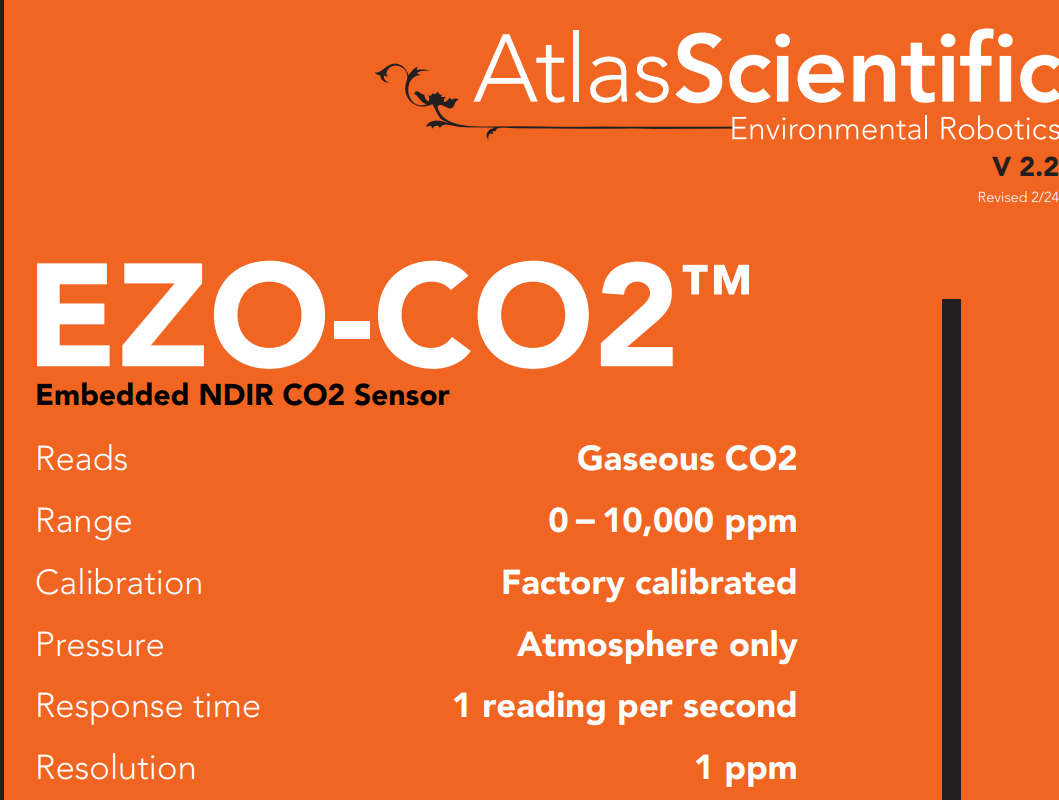 AtlasScientific
Environmental Robotics
V 2.2
Revised 2/24
EZO-CO2™
Embedded NDIR CO2 Sensor
Reads Gaseous CO2
Range 0 – 10,000 ppm
Calibration Factory calibrated
Pressure Atmosphere only
Response time 1 reading per second
Resolution 1 ppm